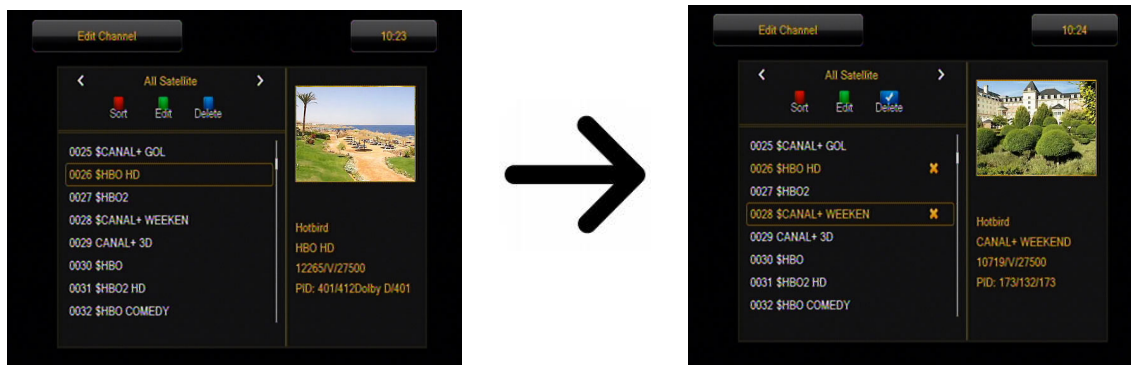 Edit Channel
10:23
All Satellite
Sort Edit Delete
0025 $CANAL+ GOL
0026 $HBO HD
0027 $HBO2
0028 $CANAL+ WEEKEN
0029 CANAL+ 3D
0030 $HBO
0031 $HBO2 HD
0032 $HBO COMEDY
Hotbird
HBO HD
12265/V/27500
PID: 401/412Dolby D/401
Edit Channel
10:24
All Satellite
Sort Edit Delete
0025 $CANAL+ GOL
0026 $HBO HD
0027 $HBO2
0028 $CANAL+ WEEKEN
0029 CANAL+ 3D
0030 $HBO
0031 $HBO2 HD
0032 $HBO COMEDY
Hotbird
CANAL+ WEEKEND
10719/V/27500
PID: 173/132/173